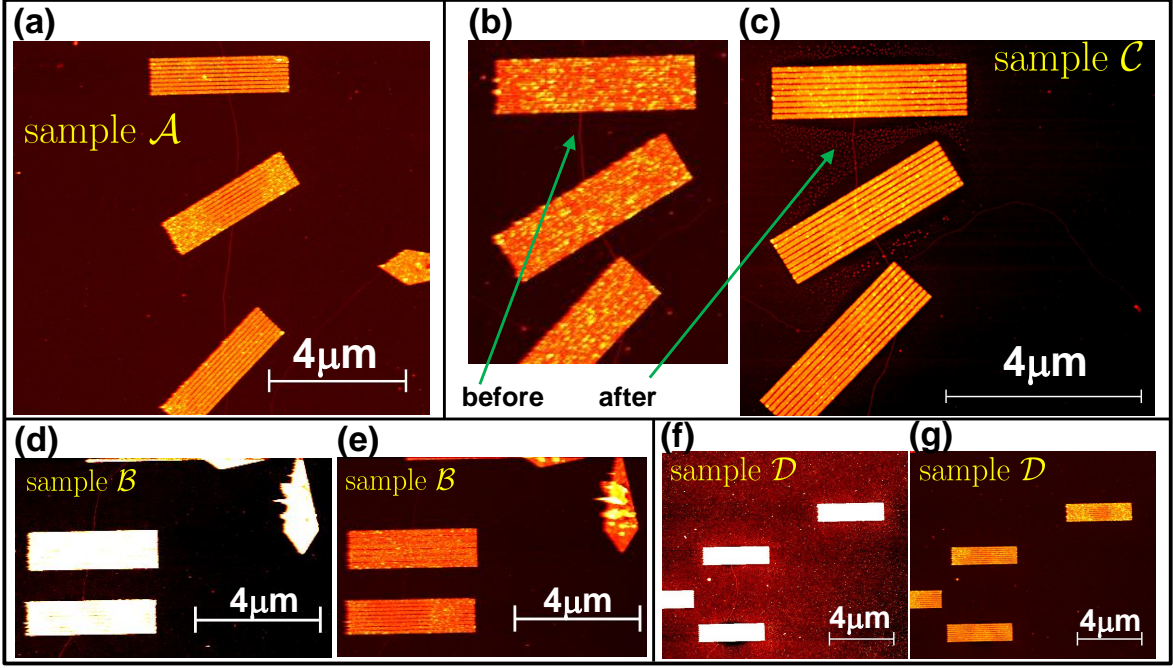 (a)
sample 𝒜
4μm
(b)
(c)
sample 𝒞
before
after
4μm
(d)
sample ℬ
4μm
(e)
sample ℬ
4μm
(f)
sample 𝒟
4μm
(g)
sample 𝒟
4μm